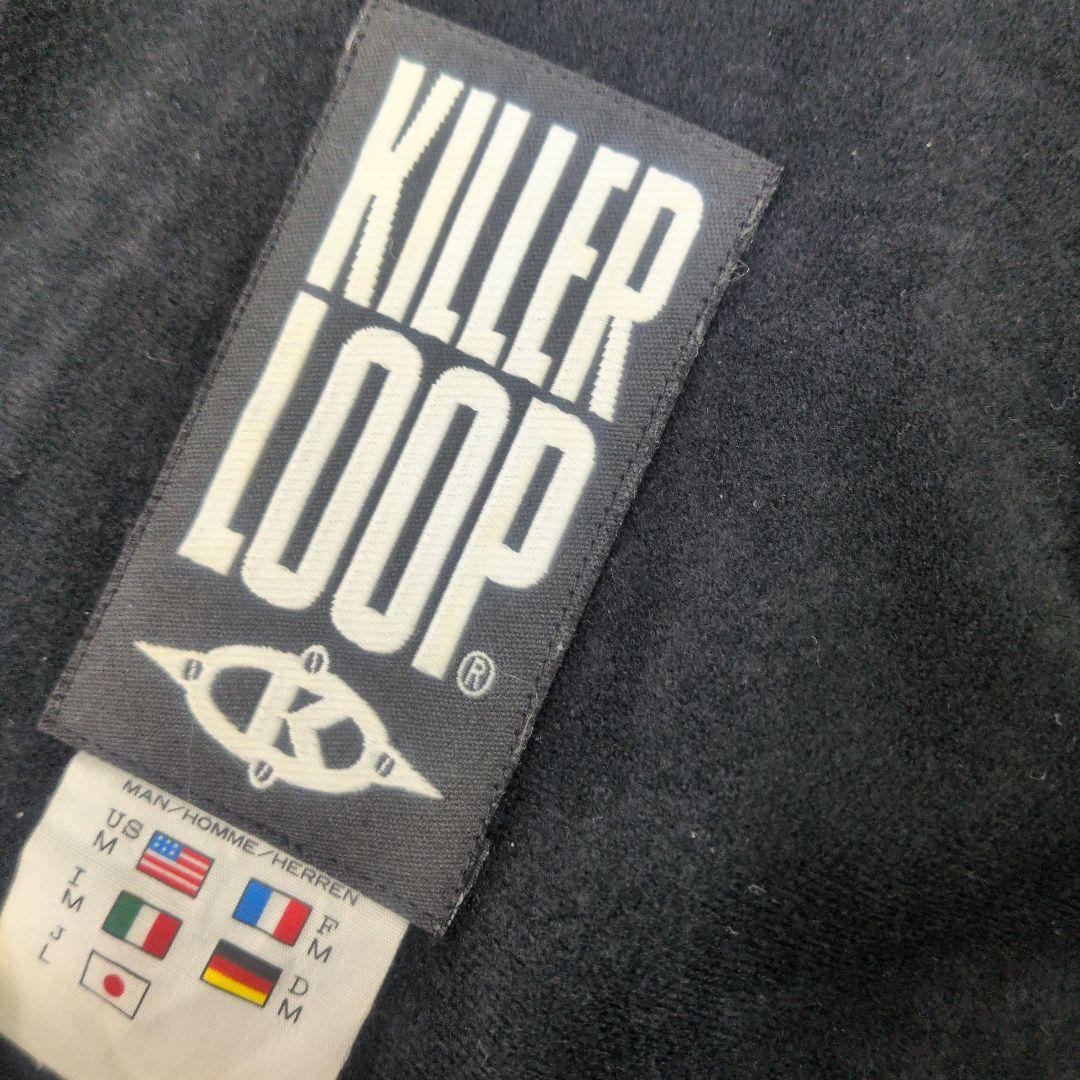 KILLER
LOOP®
K
MAN/HOMME/HERREN
US M
F M
I M
D M
J L